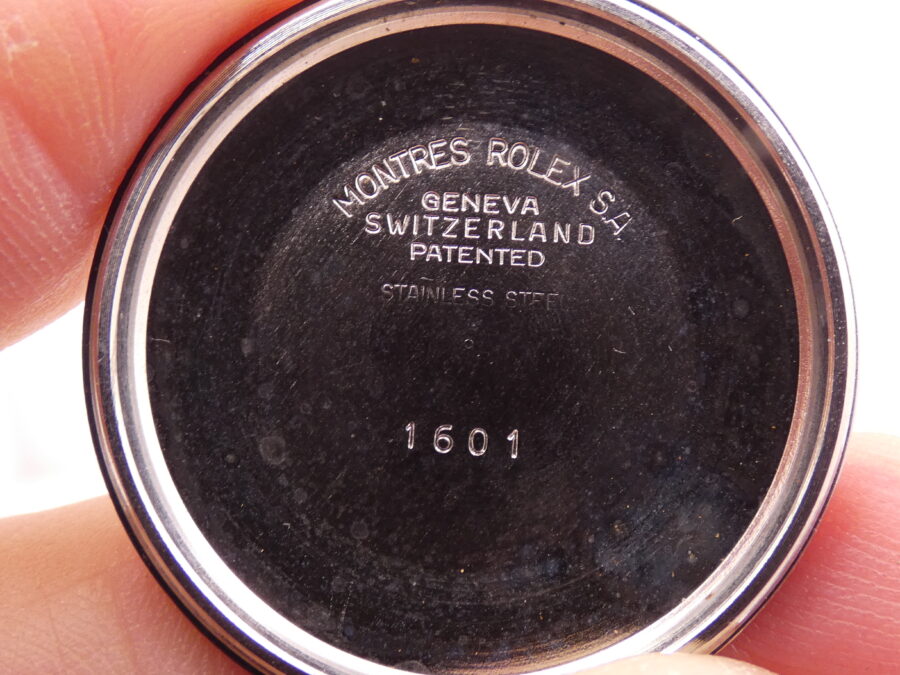 MONTRES ROLEX S.A.
GENEVA
SWITZERLAND
PATENTED
STAINLESS STEEL
1601